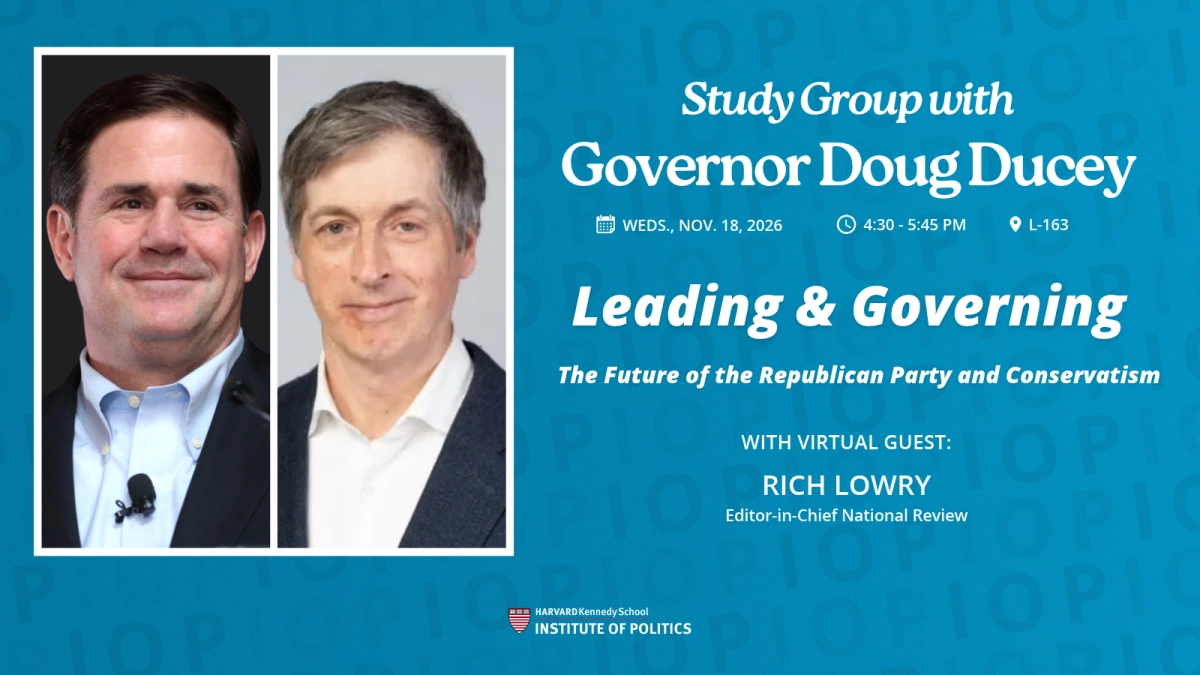 Study Group with
Governor Doug Ducey
WEDS., NOV. 18, 2026
4:30 - 5:45 PM
L-163
Leading & Governing
The Future of the Republican Party and Conservatism
WITH VIRTUAL GUEST:
RICH LOWRY
Editor-in-Chief National Review
HARVARD Kennedy School
INSTITUTE OF POLITICS